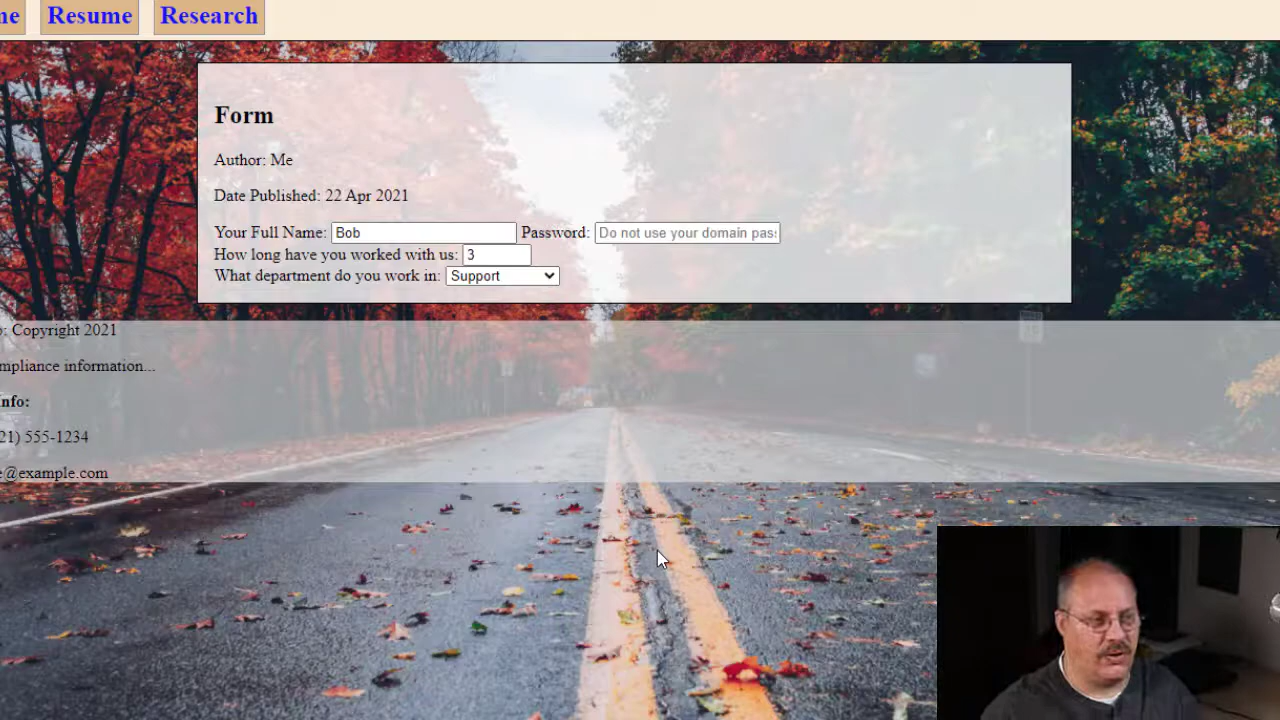 me Resume Research
Form
Author: Me
Date Published: 22 Apr 2021
Your Full Name: Bob Password: Do not use your domain pas
How long have you worked with us: 3
What department do you work in: Support
: Copyright 2021
mpliance information...
Info:
21) 555-1234
e@example.com